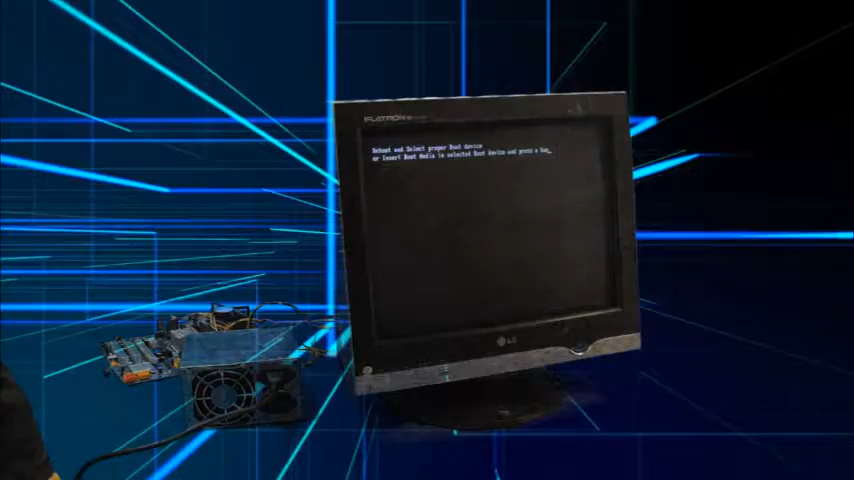 FLATRON
Reboot and Select proper Boot device
or Insert Boot Media in selected Boot device and press a key_
LG